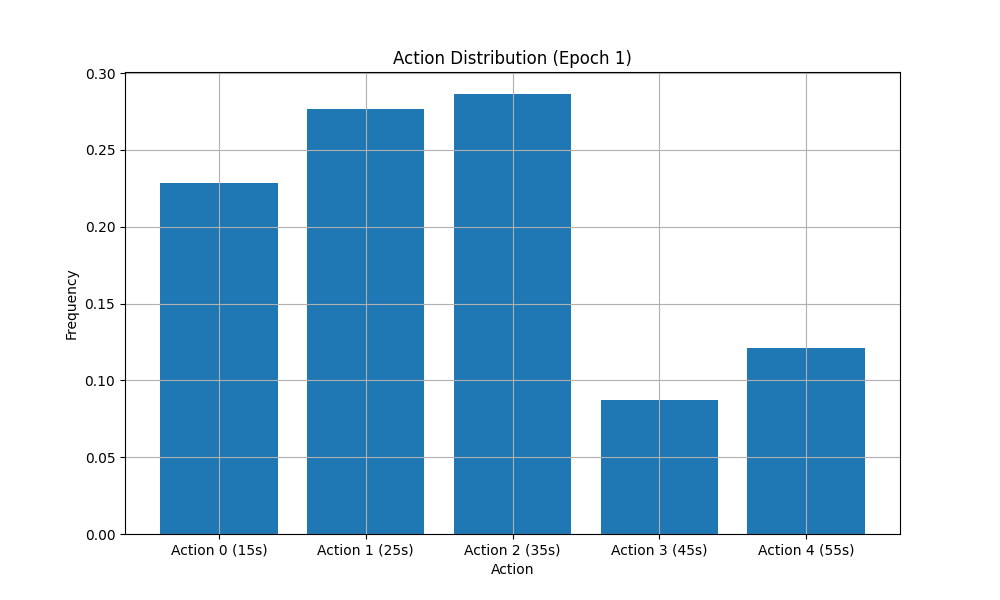 Action Distribution (Epoch 1)
0.30
0.25
0.20
0.15
0.10
0.05
0.00
Frequency
Action 0 (15s) Action 1 (25s) Action 2 (35s) Action 3 (45s) Action 4 (55s)
Action